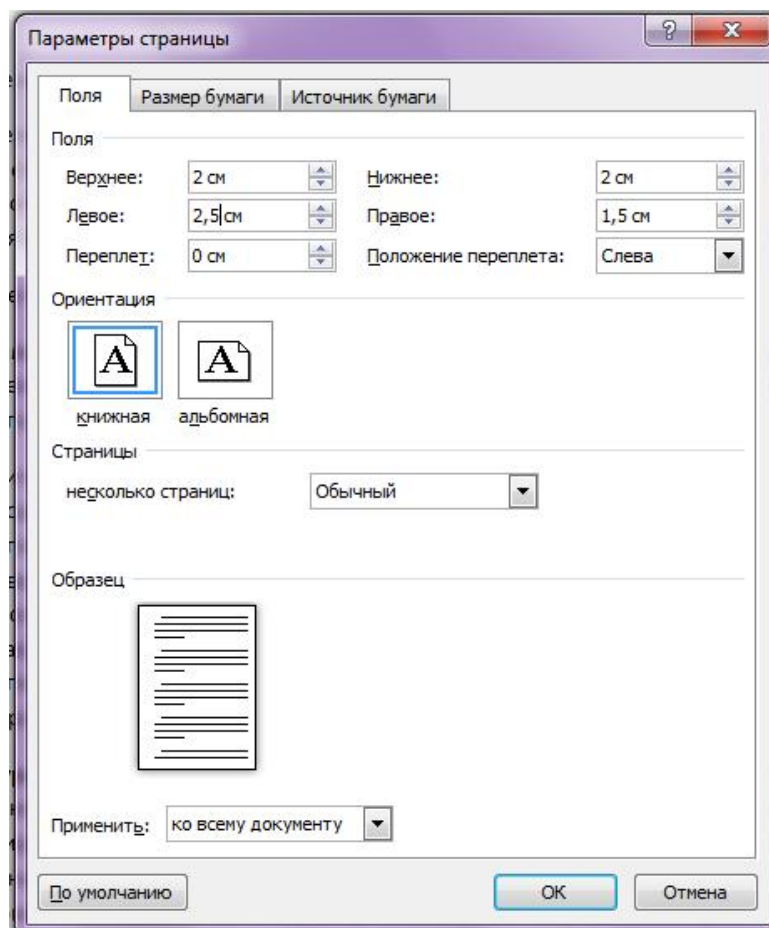 Параметры страницы
Поля Размер бумаги Источник бумаги
Поля
Верхнее: 2 см Нижнее: 2 см
Левое: 2,5 см Правое: 1,5 см
Переплет: 0 см Положение переплета: Слева
Ориентация
A A
книжная альбомная
Страницы
несколько страниц: Обычный
Образец
Применить: ко всему документу
По умолчанию ОК Отмена